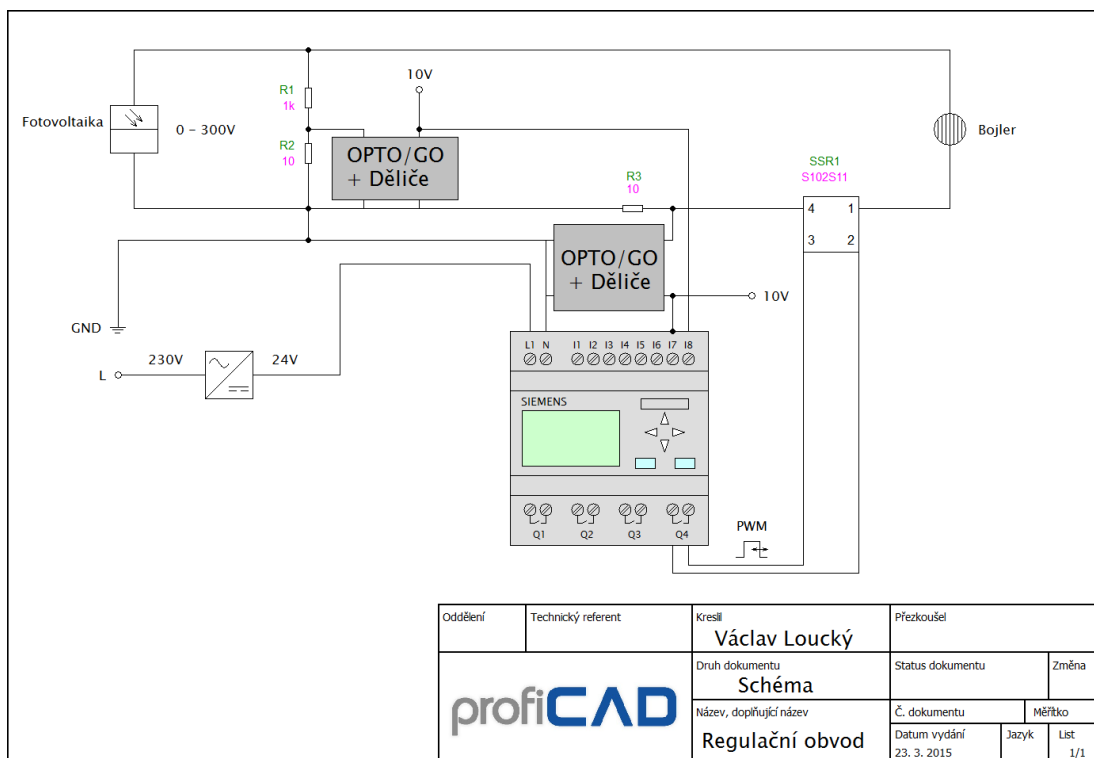 10V
R1
1k
Fotovoltaika
0 – 300V
R2
10
OPTO/GO
+ Děliče
Bojler
SSR1
S102S11
R3
10
4 1
3 2
OPTO/GO
+ Děliče
10V
GND
L1 N I1 I2 I3 I4 I5 I6 I7 I8
230V
24V
L
SIEMENS
Q1 Q2 Q3 Q4
PWM
Oddělení
Technický referent
Kreslil
Václav Loucký
Přezkoušel
Druh dokumentu
Schéma
Status dokumentu
Změna
profiCAD
Název, doplňující název
Regulační obvod
Č. dokumentu
Měřítko
Datum vydání
23. 3. 2015
Jazyk
List
1/1